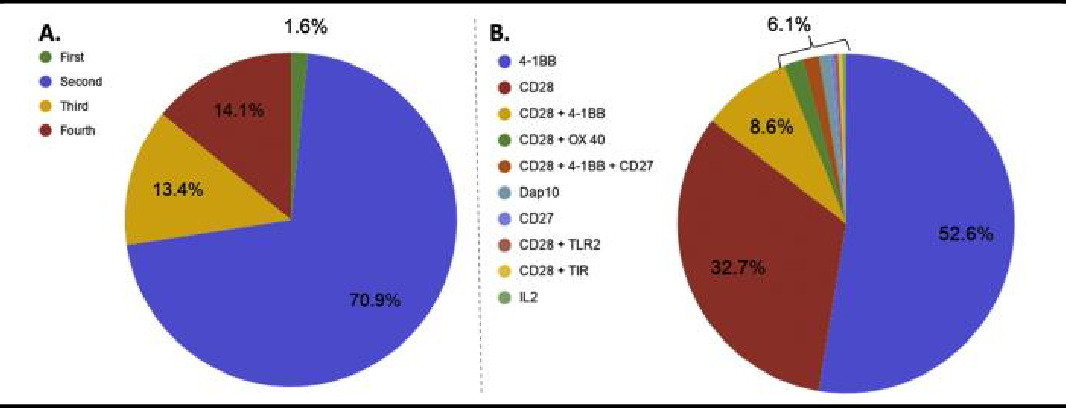 A.
First
Second
Third
Fourth
1.6%
14.1%
13.4%
70.9%
B.
4-1BB
CD28
CD28 + 4-1BB
CD28 + OX 40
CD28 + 4-1BB + CD27
Dap10
CD27
CD28 + TLR2
CD28 + TIR
IL2
6.1%
8.6%
32.7%
52.6%